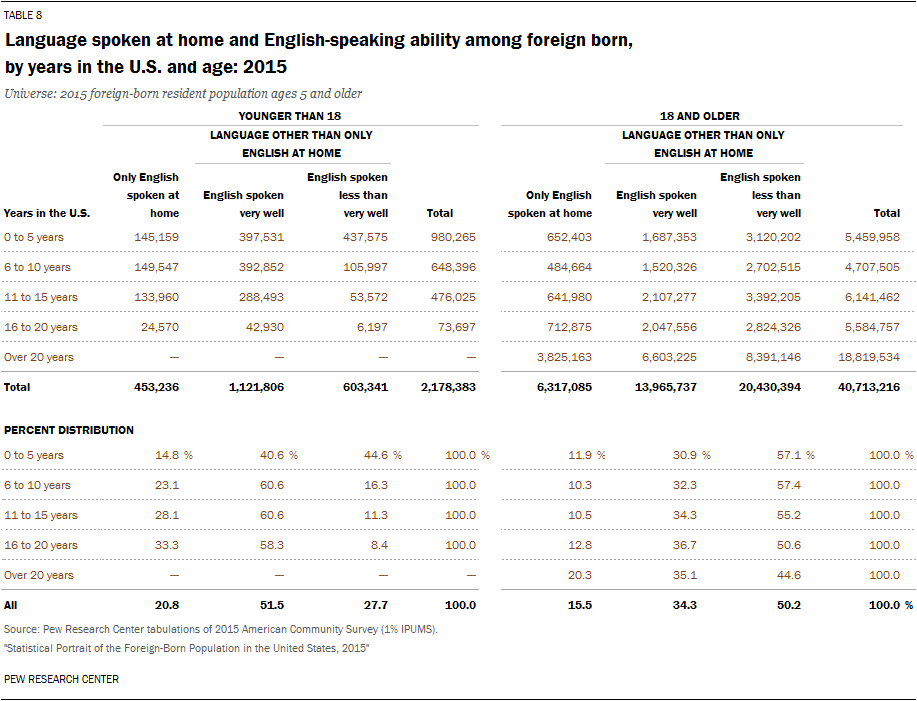 TABLE 8
Language spoken at home and English-speaking ability among foreign born,
by years in the U.S. and age: 2015
Universe: 2015 foreign-born resident population ages 5 and older
YOUNGER THAN 18 18 AND OLDER
LANGUAGE OTHER THAN ONLY LANGUAGE OTHER THAN ONLY
ENGLISH AT HOME ENGLISH AT HOME
Only English English spoken English spoken
spoken at English spoken less than Only English English spoken less than
Years in the U.S. home very well very well Total spoken at home very well very well Total
0 to 5 years 145,159 397,531 437,575 980,265 652,403 1,687,353 3,120,202 5,459,958
6 to 10 years 149,547 392,852 105,997 648,396 484,664 1,520,326 2,702,515 4,707,505
11 to 15 years 133,960 288,493 53,572 476,025 641,980 2,107,277 3,392,205 6,141,462
16 to 20 years 24,570 42,930 6,197 73,697 712,875 2,047,556 2,824,326 5,584,757
Over 20 years — — — — 3,825,163 6,603,225 8,391,146 18,819,534
Total 453,236 1,121,806 603,341 2,178,383 6,317,085 13,965,737 20,430,394 40,713,216
PERCENT DISTRIBUTION
0 to 5 years 14.8 % 40.6 % 44.6 % 100.0 % 11.9 % 30.9 % 57.1 % 100.0 %
6 to 10 years 23.1 60.6 16.3 100.0 10.3 32.3 57.4 100.0
11 to 15 years 28.1 60.6 11.3 100.0 10.5 34.3 55.2 100.0
16 to 20 years 33.3 58.3 8.4 100.0 12.8 36.7 50.6 100.0
Over 20 years — — — — 20.3 35.1 44.6 100.0
All 20.8 51.5 27.7 100.0 15.5 34.3 50.2 100.0 %
Source: Pew Research Center tabulations of 2015 American Community Survey (1% IPUMS).
"Statistical Portrait of the Foreign-Born Population in the United States, 2015"
PEW RESEARCH CENTER